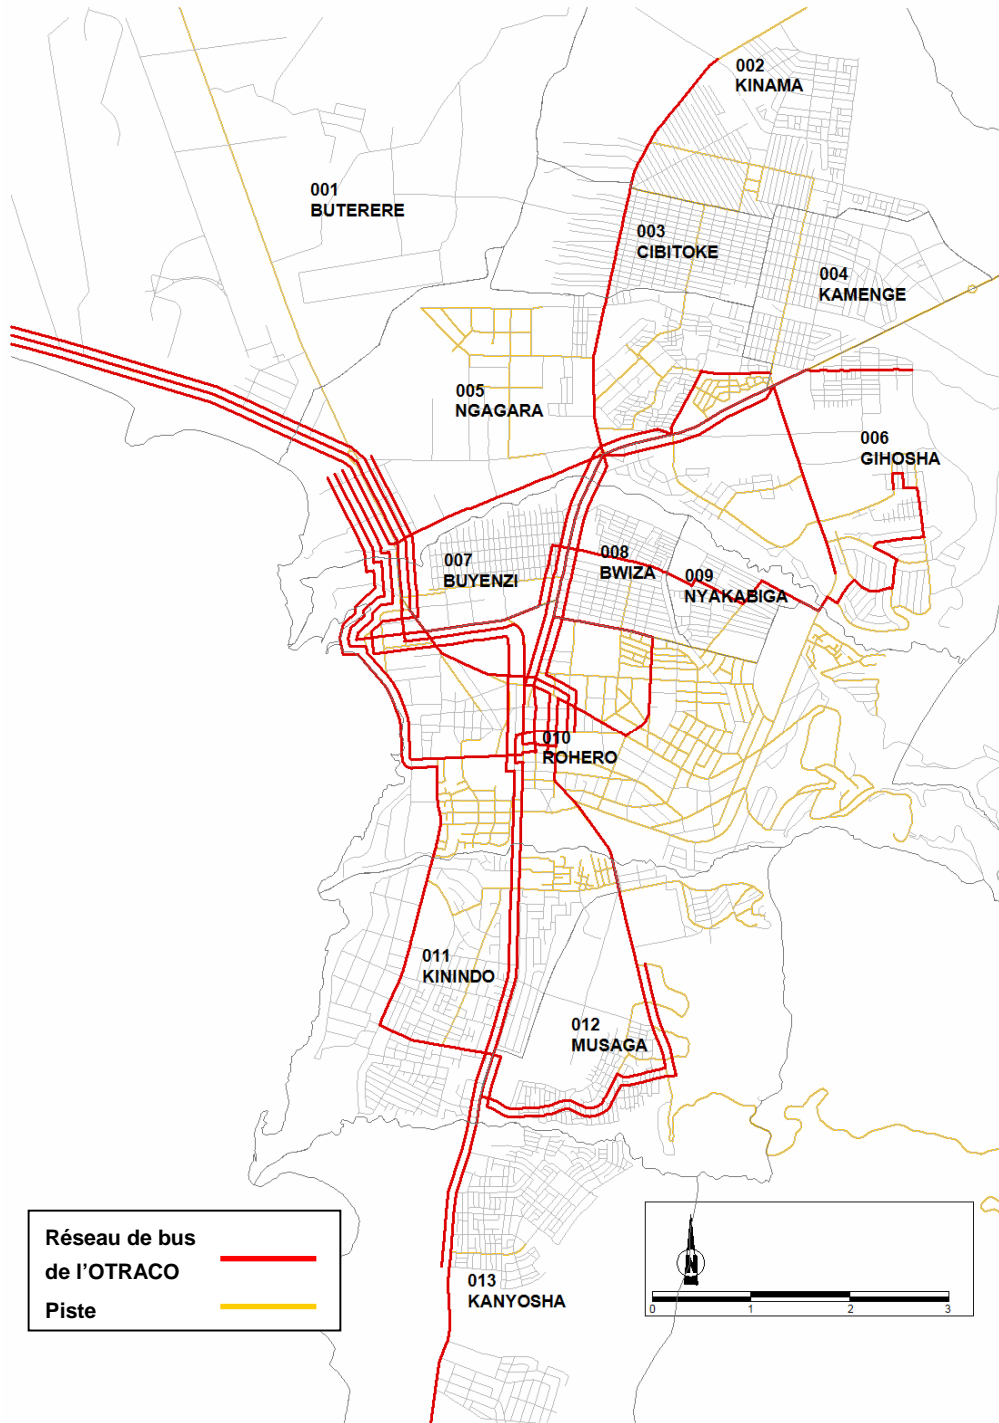 002
KINAMA
001
BUTERERE
003
CIBITOKE
004
KAMENGE
005
NGAGARA
006
GIHOSHA
007
BUYENZI
008
BWIZA
009
NYAKABIGA
010
ROHERO
011
KININDO
012
MUSAGA
013
KANYOSHA
Réseau de bus
de l'OTRACO
Piste
N
0 1 2 3